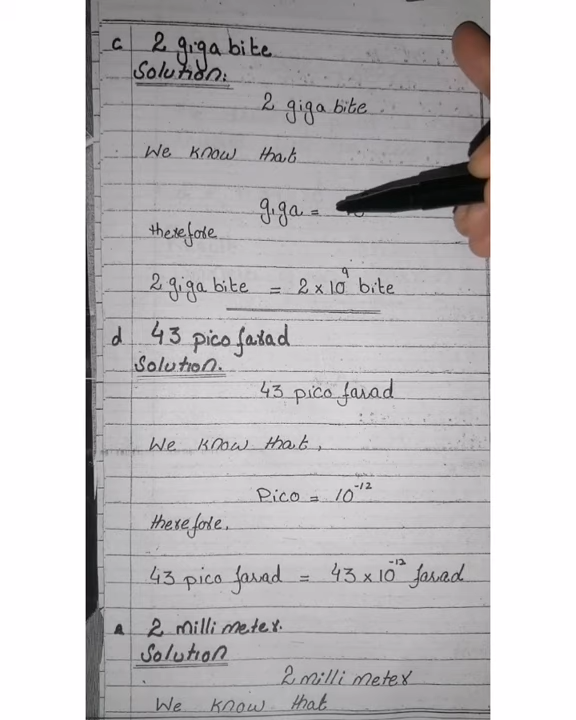 c 2 giga bite
Solution:
2 giga bite
We know that
giga =
therefore
2 giga bite = 2 x 10⁹ bite
d 43 pico farad
Solution.
43 pico farad
We know that,
Pico = 10⁻¹²
therefore,
43 pico farad = 43 x 10⁻¹² farad
2 milli meter.
Solution
2 milli meter
We know that